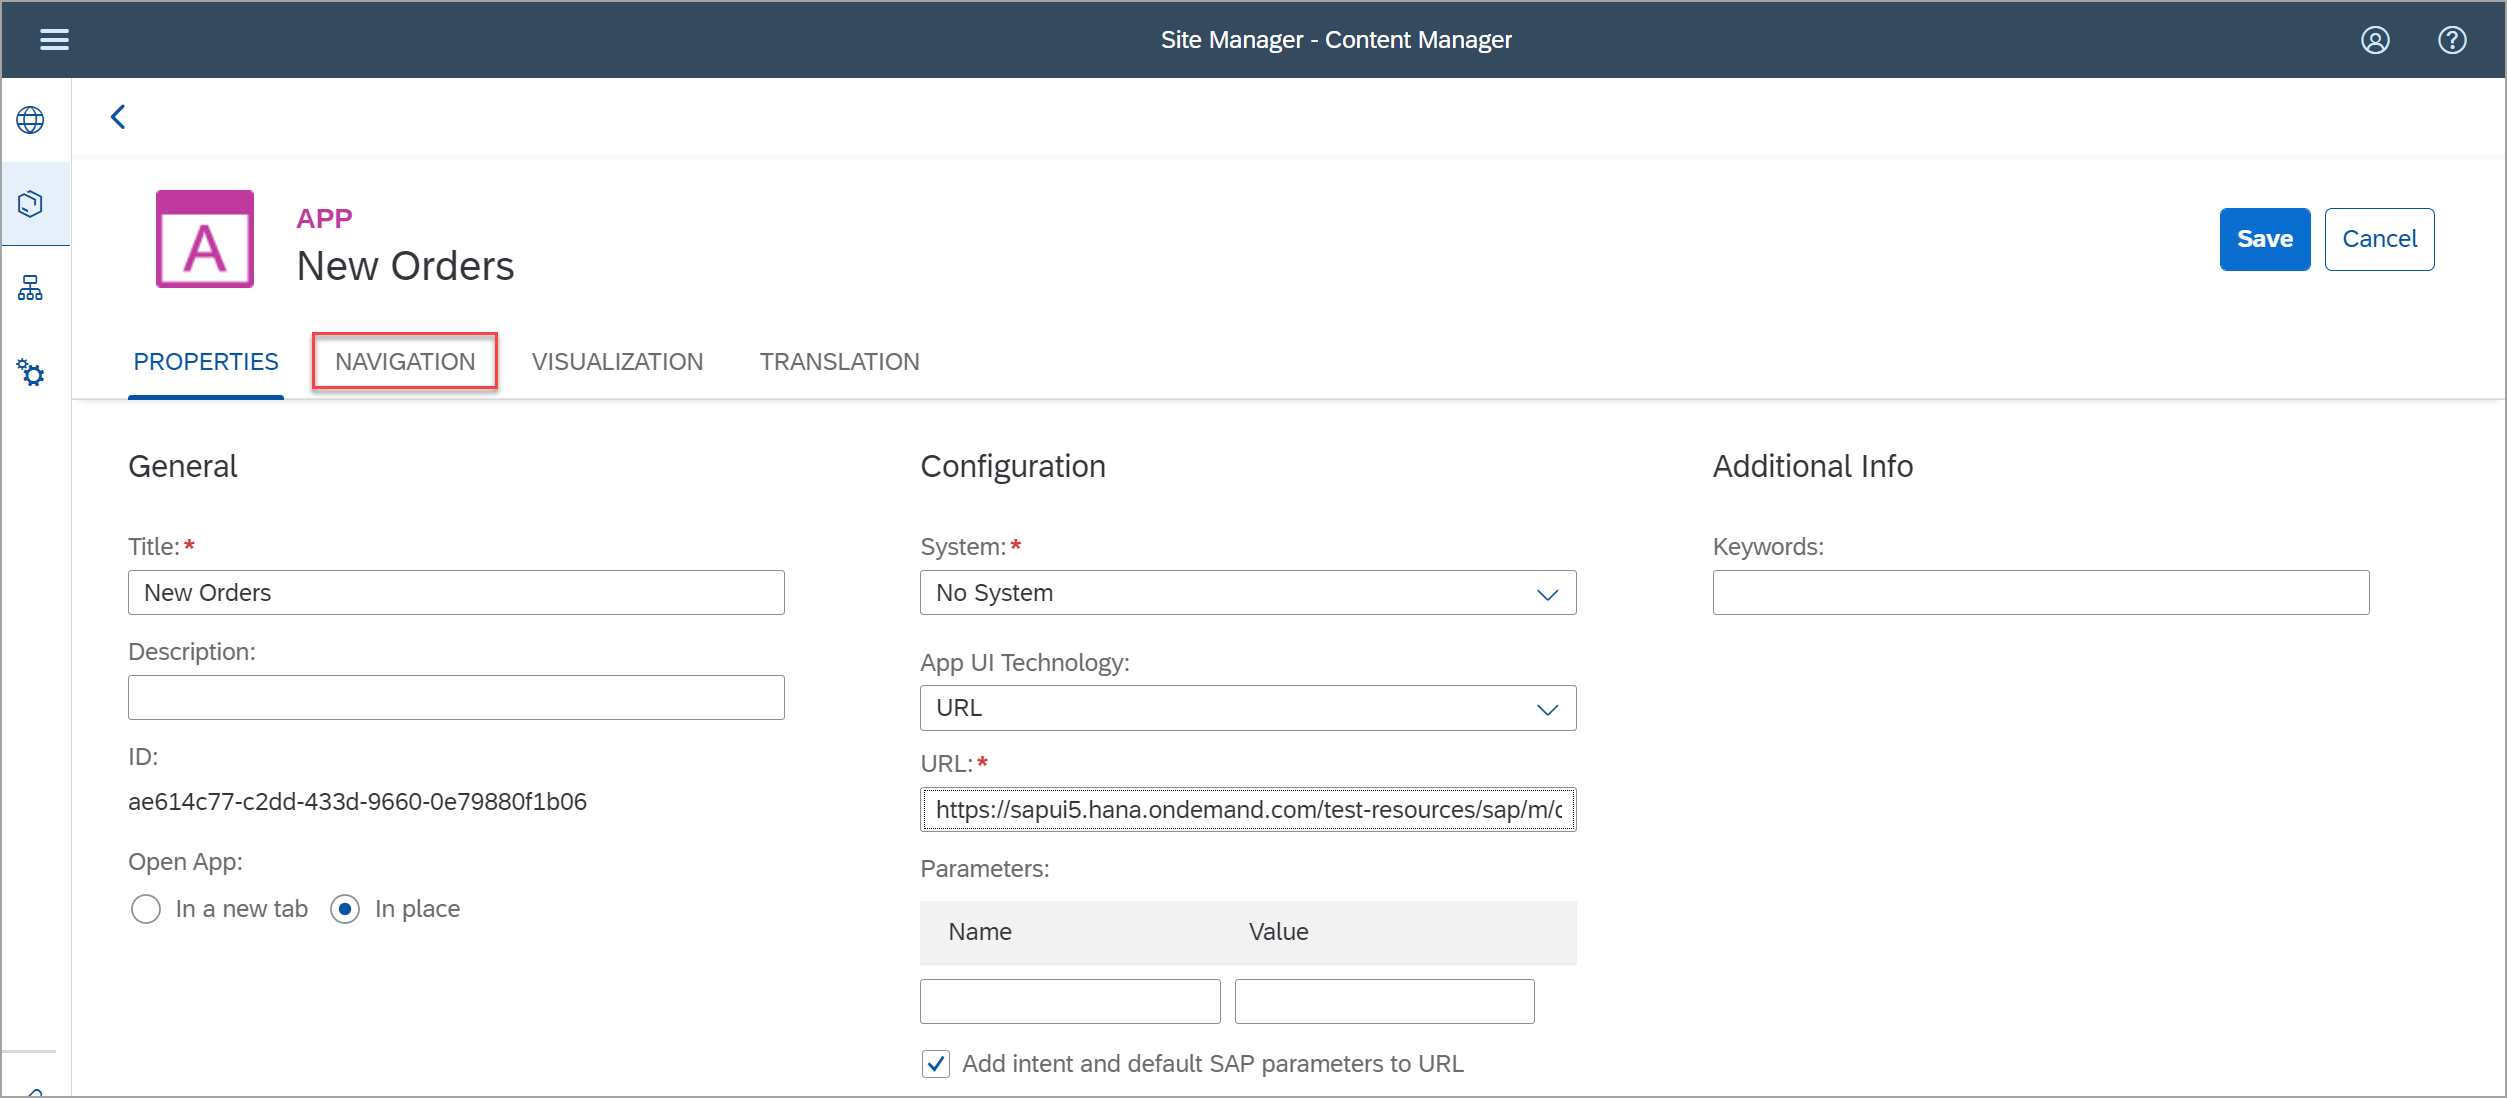 Site Manager - Content Manager
A
APP
New Orders
Save
Cancel
PROPERTIES
NAVIGATION
VISUALIZATION
TRANSLATION
General
Title:*
New Orders
Description:
ID:
ae614c77-c2dd-433d-9660-0e79880f1b06
Open App:
In a new tab
In place
Configuration
System:*
No System
App UI Technology:
URL
URL:*
https://sapui5.hana.ondemand.com/test-resources/sap/m/
Parameters:
Name
Value
Add intent and default SAP parameters to URL
Additional Info
Keywords: